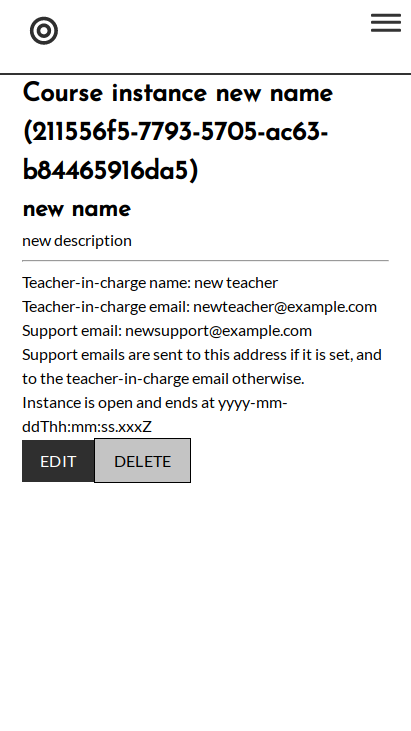 Course instance new name
(211556f5-7793-5705-ac63-
b84465916da5)
new name
new description
Teacher-in-charge name: new teacher
Teacher-in-charge email: newteacher@example.com
Support email: newsupport@example.com
Support emails are sent to this address if it is set, and
to the teacher-in-charge email otherwise.
Instance is open and ends at yyyy-mm-
ddThh:mm:ss.xxxZ
EDIT DELETE